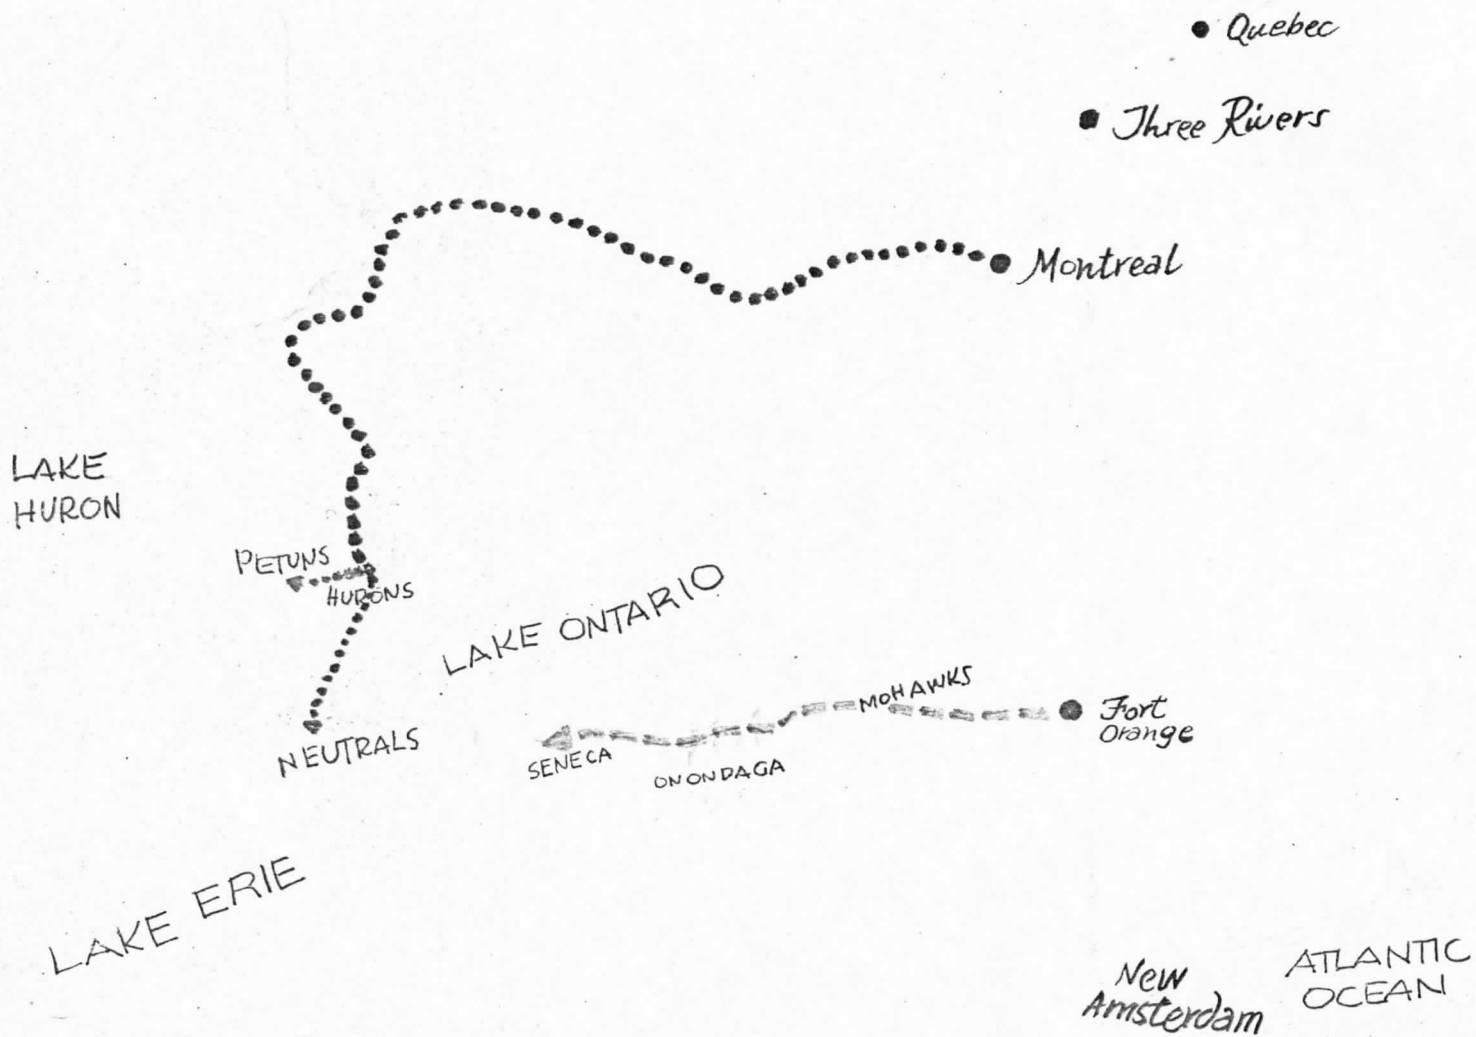 Quebec
Three Rivers
Montreal
LAKE
HURON
PETUNS
HURONS
LAKE ONTARIO
MOHAWKS
Fort
Orange
NEUTRALS
SENECA
ONONDAGA
LAKE ERIE
New
Amsterdam
ATLANTIC
OCEAN